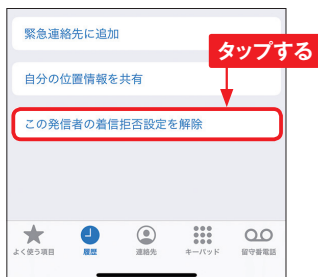 緊急連絡先に追加
タップする
自分の位置情報を共有
この発信者の着信拒否設定を解除
よく使う項目
履歴
連絡先
キーパッド
留守番電話